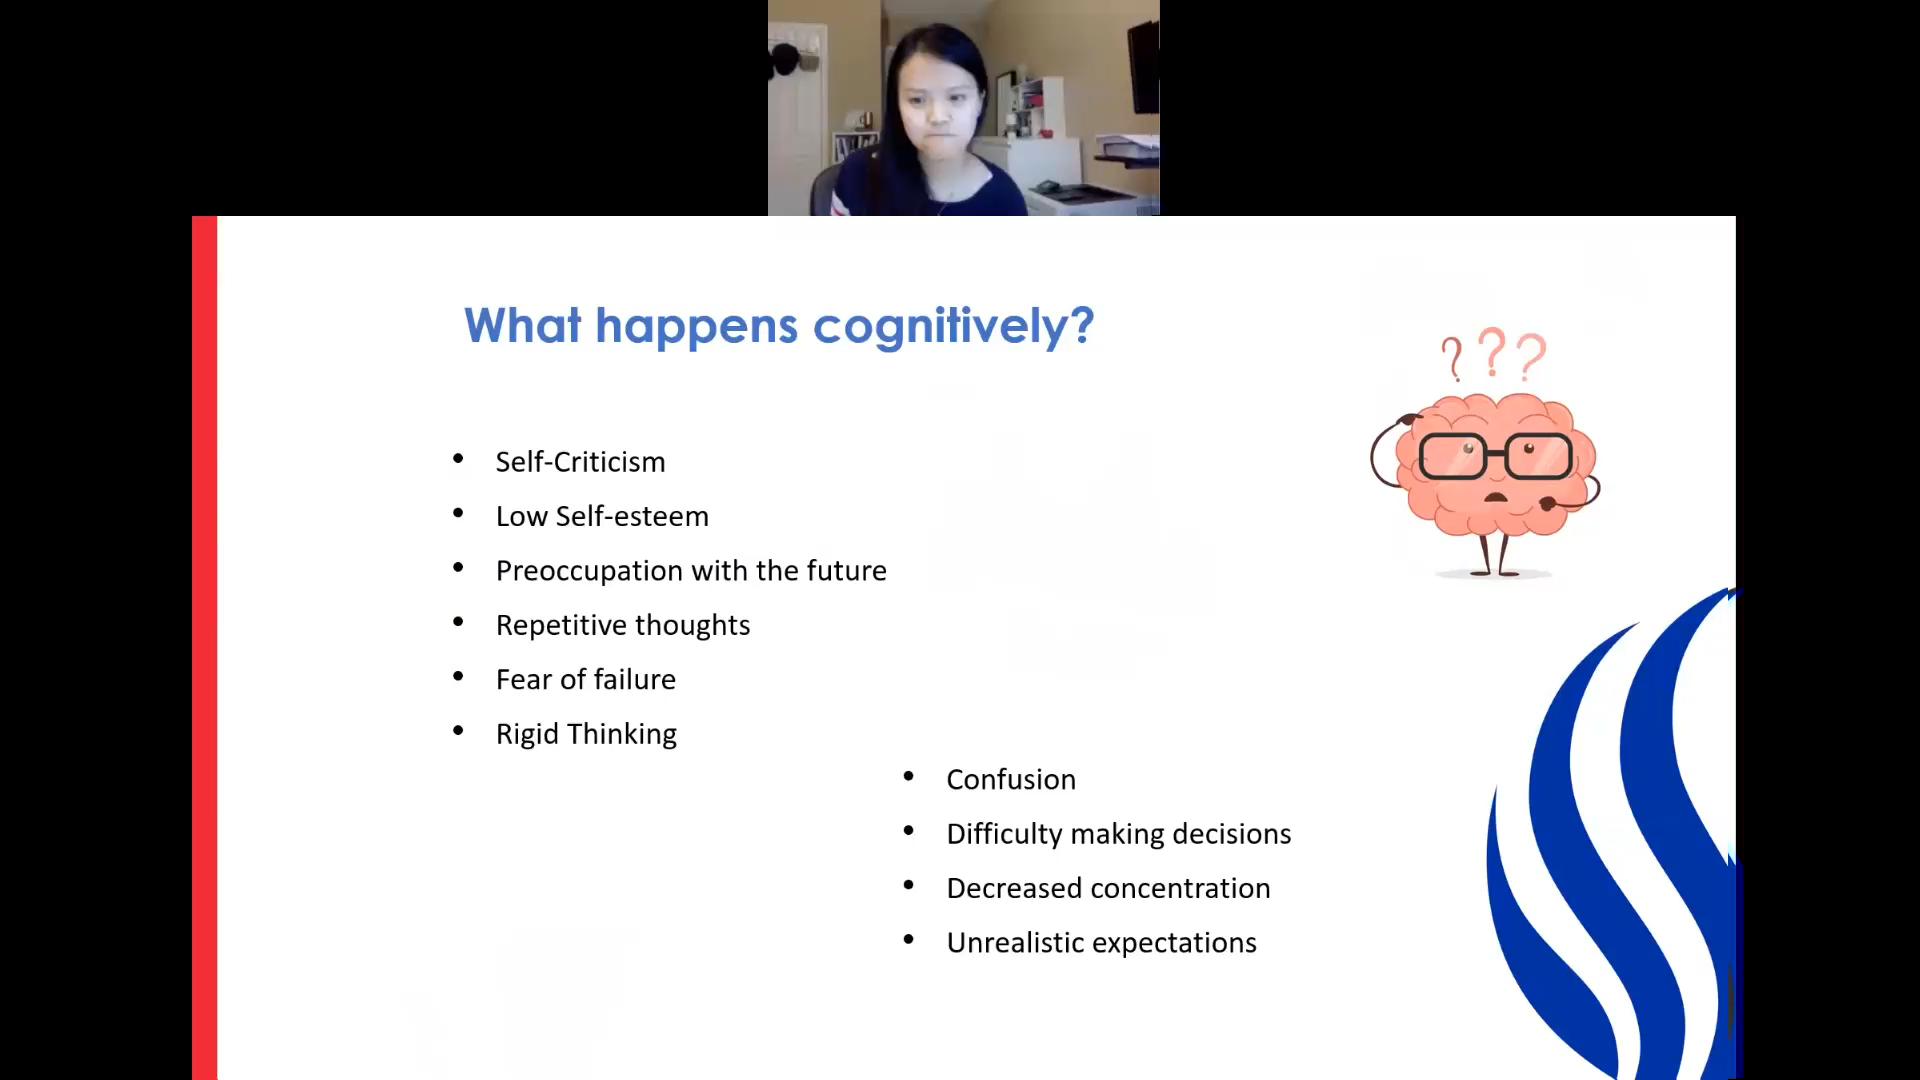 What happens cognitively?
? ? ?
• Self-Criticism
• Low Self-esteem
• Preoccupation with the future
• Repetitive thoughts
• Fear of failure
• Rigid Thinking
• Confusion
• Difficulty making decisions
• Decreased concentration
• Unrealistic expectations